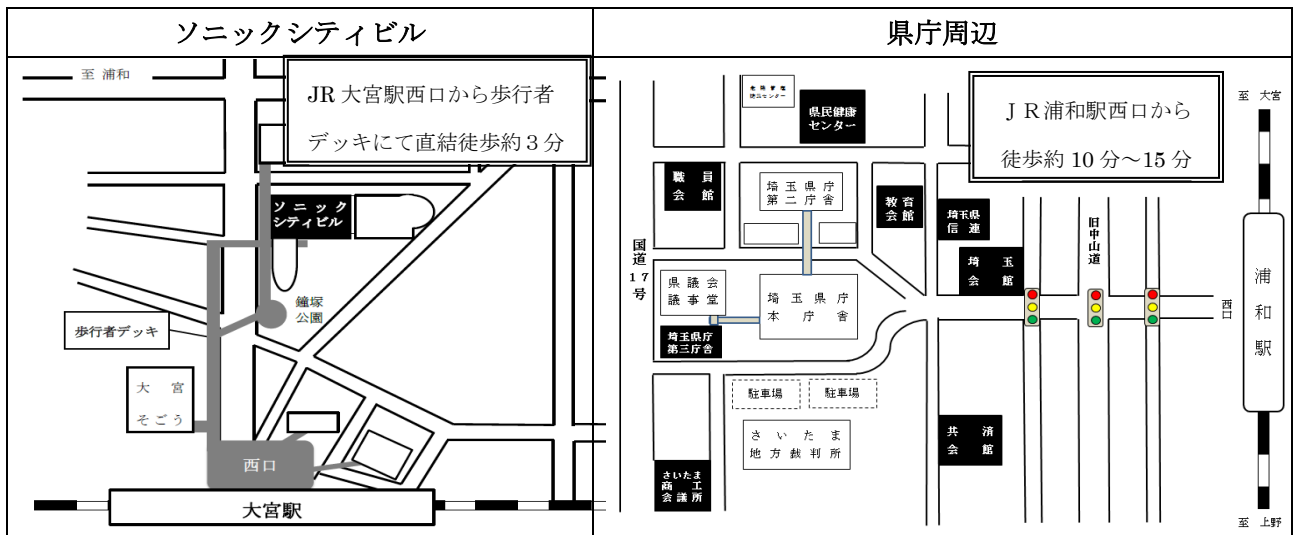 ソニックシティビル
至 浦和
JR 大宮駅西口から歩行者
デッキにて直結徒歩約３分
ソニック
シティビル
鐘塚
公園
歩行者デッキ
大 宮
そごう
西口
大宮駅
県庁周辺
県民健康
センター
ＪＲ浦和駅西口から
徒歩約 10 分～15 分
至 大宮
職 員
会 館
埼玉県庁
第二庁舎
教育
会館
埼玉県
信連
埼 玉
会 館
旧中山道
国道17号
県議会
議事堂
埼玉県庁
本 庁 舎
埼玉県庁
第三庁舎
西口
浦和駅
駐車場
駐車場
さいたま
地方裁判所
共 済
会 館
さいたま
商 工
会議所
至 上野